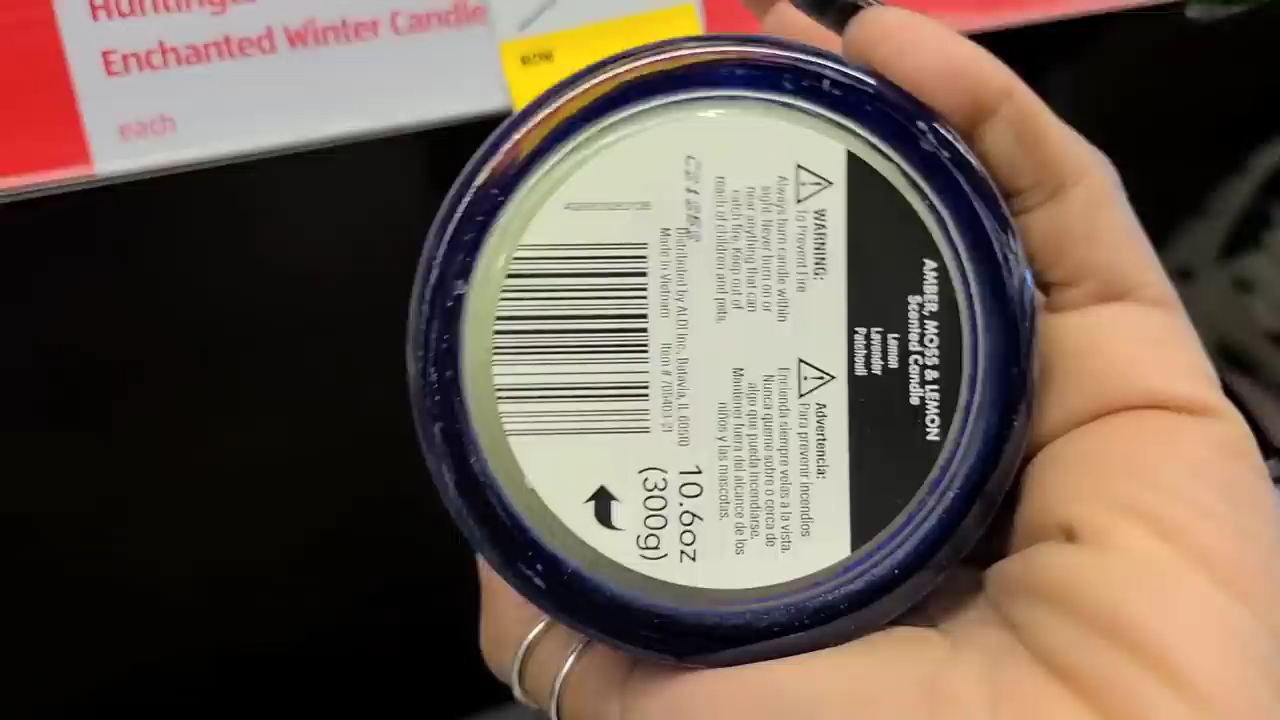 Enchanted Winter Candle
each
NOW
AMBER, MOSS & LEMON
Scented Candle
Lemon
Lavender
Patchouli
WARNING:
To Prevent Fire
Always burn candle within
sight. Never burn on or
near anything that can
catch fire. Keep out of
reach of children and pets.
Advertencia:
Para prevenir incendios
Encienda siempre velas a la vista.
Nunca queme sobre o cerca de
algo que pueda incendiarse.
Mantener fuera del alcance de los
niños y las mascotas.
Distributed by ALDI Inc. Batavia, IL 60510
Made in Vietnam
Item #
10.6oz
(300g)